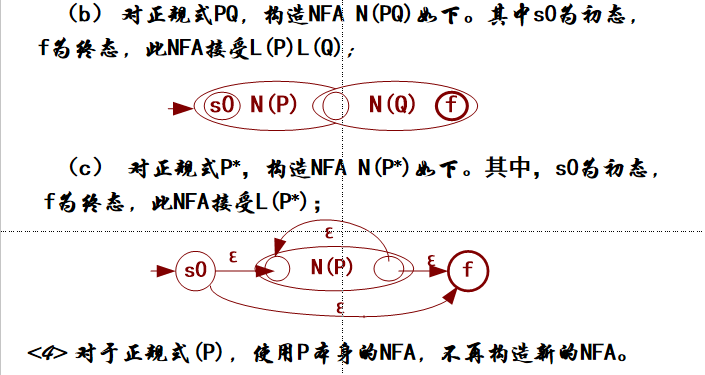 (b) 对正规式PQ, 构造NFA N(PQ)如下。其中s0为初态,
f为终态, 此NFA接受L(P)L(Q);
s0 N(P) N(Q) f
(c) 对正规式P*, 构造NFA N(P*)如下。其中, s0为初态,
f为终态, 此NFA接受L(P*);
ε
s0 ε N(P) ε f
ε
<4> 对于正规式(P), 使用P本身的NFA, 不再构造新的NFA。